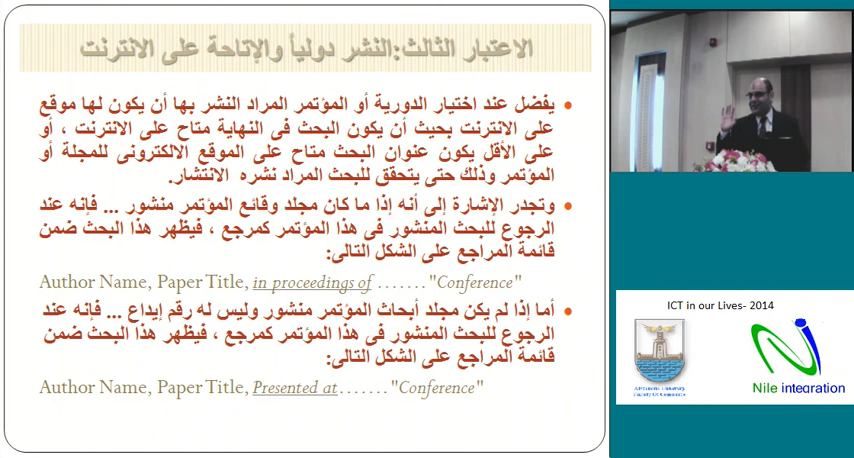 الاعتبار الثالث:النشر دولياً والإتاحة على الانترنت
يفضل عند اختيار الدورية أو المؤتمر المراد النشر بها أن يكون لها موقع
على الانترنت بحيث أن يكون البحث فى النهاية متاح على الانترنت ، أو
على الأقل يكون عنوان البحث متاح على الموقع الالكترونى للمجلة أو
المؤتمر وذلك حتى يتحقق للبحث المراد نشره الانتشار.
وتجدر الإشارة إلى أنه إذا ما كان مجلد وقائع المؤتمر منشور ... فإنه عند
الرجوع للبحث المنشور فى هذا المؤتمر كمرجع ، فيظهر هذا البحث ضمن
قائمة المراجع على الشكل التالى:
Author Name, Paper Title, in proceedings of ......."Conference"
أما إذا لم يكن مجلد أبحاث المؤتمر منشور وليس له رقم إيداع ... فإنه عند
الرجوع للبحث المنشور فى هذا المؤتمر كمرجع ، فيظهر هذا البحث ضمن
قائمة المراجع على الشكل التالى:
Author Name, Paper Title, Presented at......."Conference"
ICT in our Lives- 2014
Nile integration